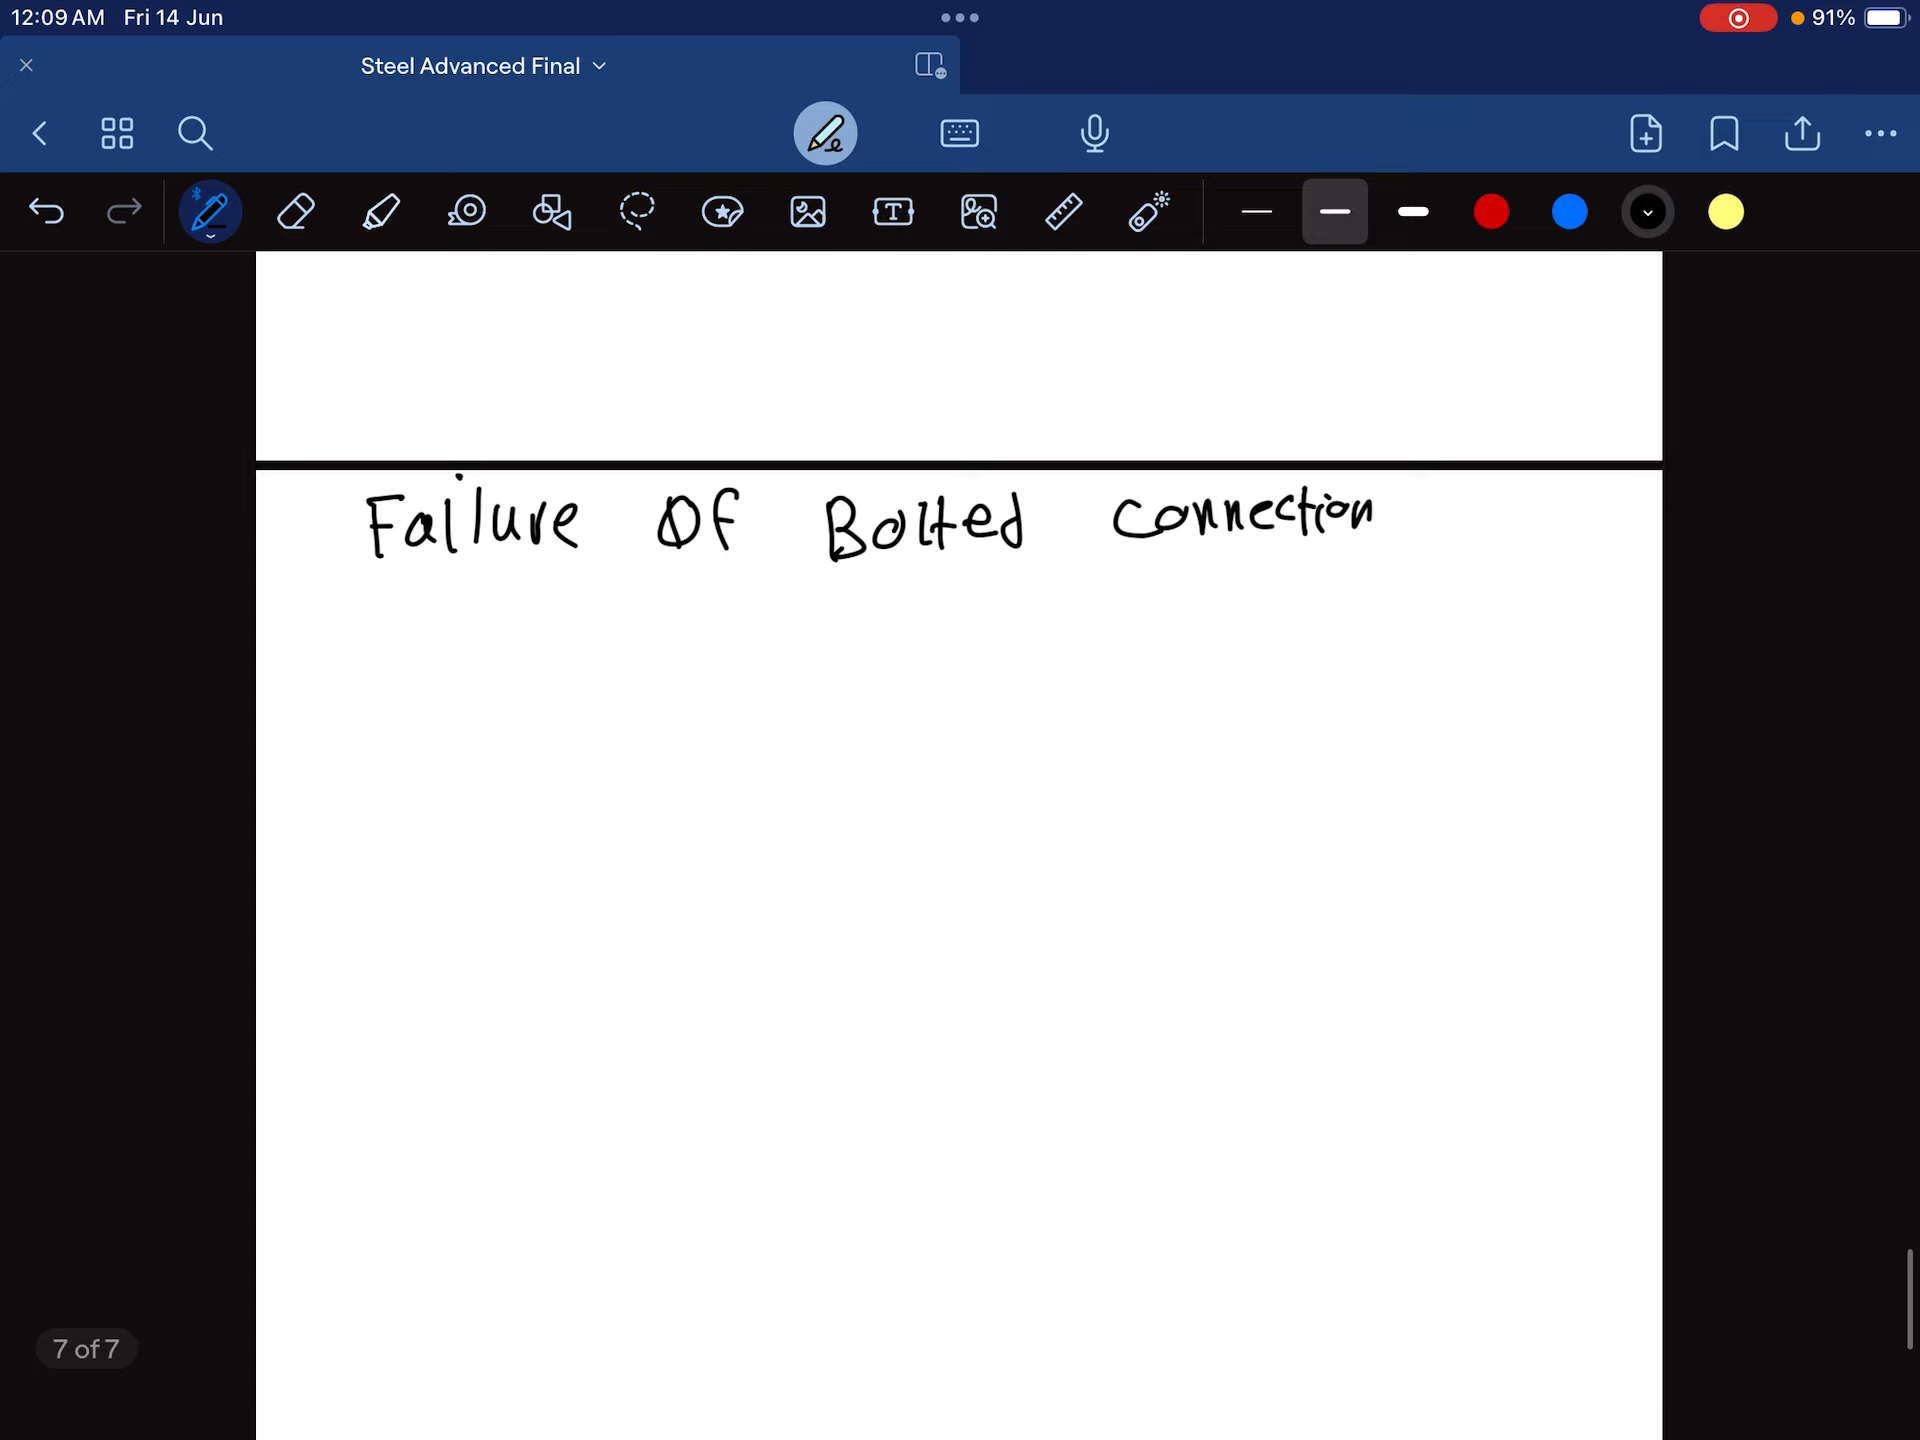 12:09 AM Fri 14 Jun 91%
Steel Advanced Final
Failure Of Bolted Connection
7 of 7